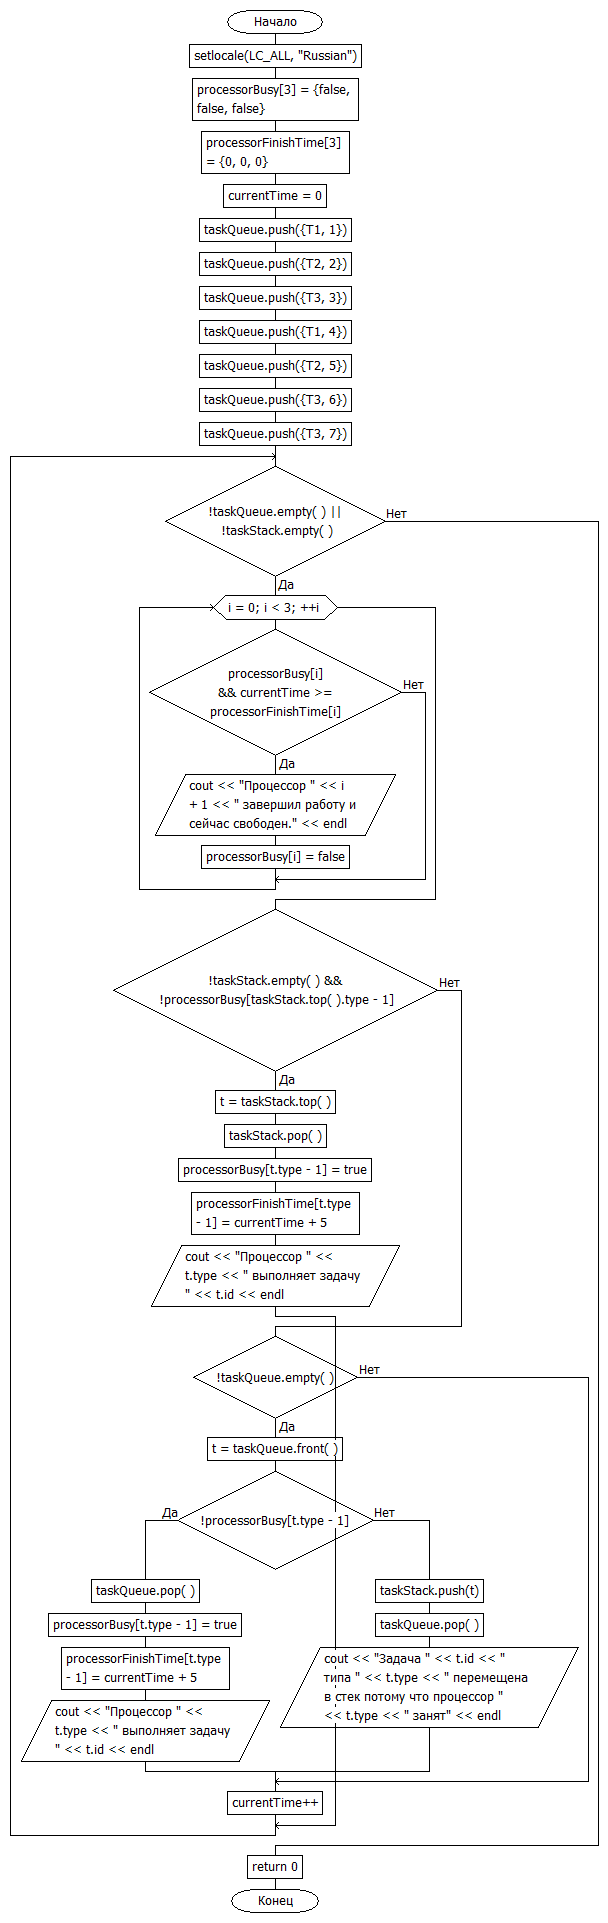 Начало
setlocale(LC_ALL, "Russian")
processorBusy[3] = {false,
false, false}
processorFinishTime[3]
= {0, 0, 0}
currentTime = 0
taskQueue.push({T1, 1})
taskQueue.push({T2, 2})
taskQueue.push({T3, 3})
taskQueue.push({T1, 4})
taskQueue.push({T2, 5})
taskQueue.push({T3, 6})
taskQueue.push({T3, 7})
!taskQueue.empty( ) ||
!taskStack.empty( )
Нет
Да
i = 0; i < 3; ++i
processorBusy[i]
&& currentTime >=
processorFinishTime[i]
Нет
Да
cout << "Процессор " << i
+ 1 << " завершил работу и
сейчас свободен." << endl
processorBusy[i] = false
!taskStack.empty( ) &&
!processorBusy[taskStack.top( ).type - 1]
Нет
Да
t = taskStack.top( )
taskStack.pop( )
processorBusy[t.type - 1] = true
processorFinishTime[t.type
- 1] = currentTime + 5
cout << "Процессор " <<
t.type << " выполняет задачу
" << t.id << endl
!taskQueue.empty( )
Нет
Да
t = taskQueue.front( )
!processorBusy[t.type - 1]
Да
Нет
taskQueue.pop( )
processorBusy[t.type - 1] = true
processorFinishTime[t.type
- 1] = currentTime + 5
cout << "Процессор " <<
t.type << " выполняет задачу
" << t.id << endl
taskStack.push(t)
taskQueue.pop( )
cout << "Задача " << t.id << "
типа " << t.type << " перемещена
в стек потому что процессор "
<< t.type << " занят" << endl
currentTime++
return 0
Конец